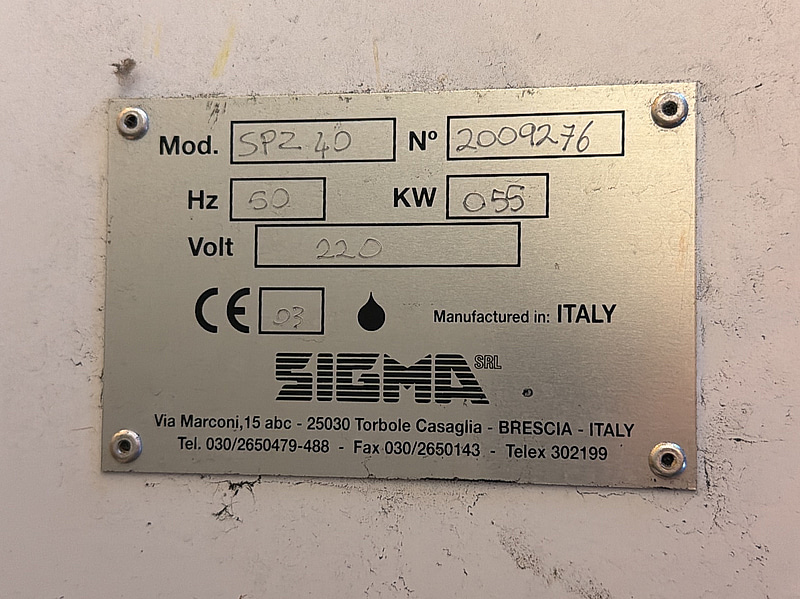 Mod. SPZ 40 Nº 2009276
Hz 50 KW 055
Volt 220
CE 03 Manufactured in: ITALY
SIGMA SRL
Via Marconi,15 abc - 25030 Torbole Casaglia - BRESCIA - ITALY
Tel. 030/2650479-488 - Fax 030/2650143 - Telex 302199